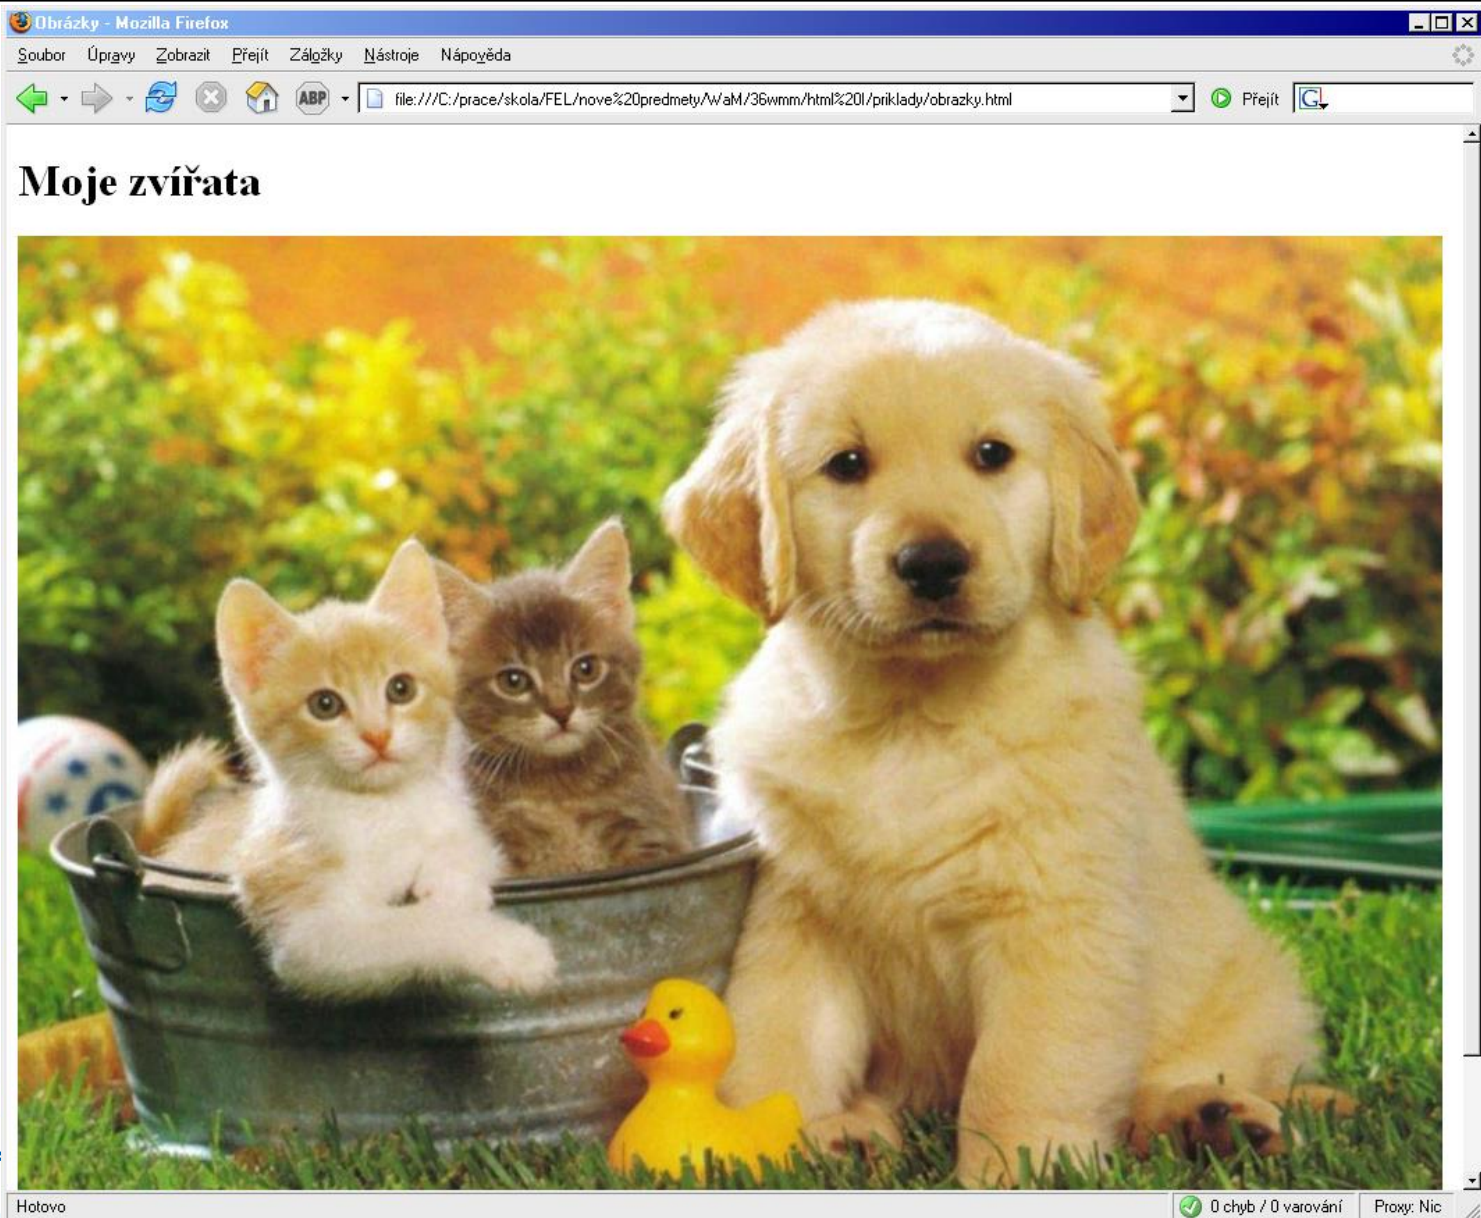 Obrázky - Mozilla Firefox
Soubor Úpravy Zobrazit Přejít Záložky Nástroje Nápověda
ABP file:///C:/prace/skola/FEL/nove%20predmety/WaM/36wmm/html%20I/priklady/obrazky.html Přejít G
Moje zvířata
Hotovo 0 chyb / 0 varování Proxy: Nic